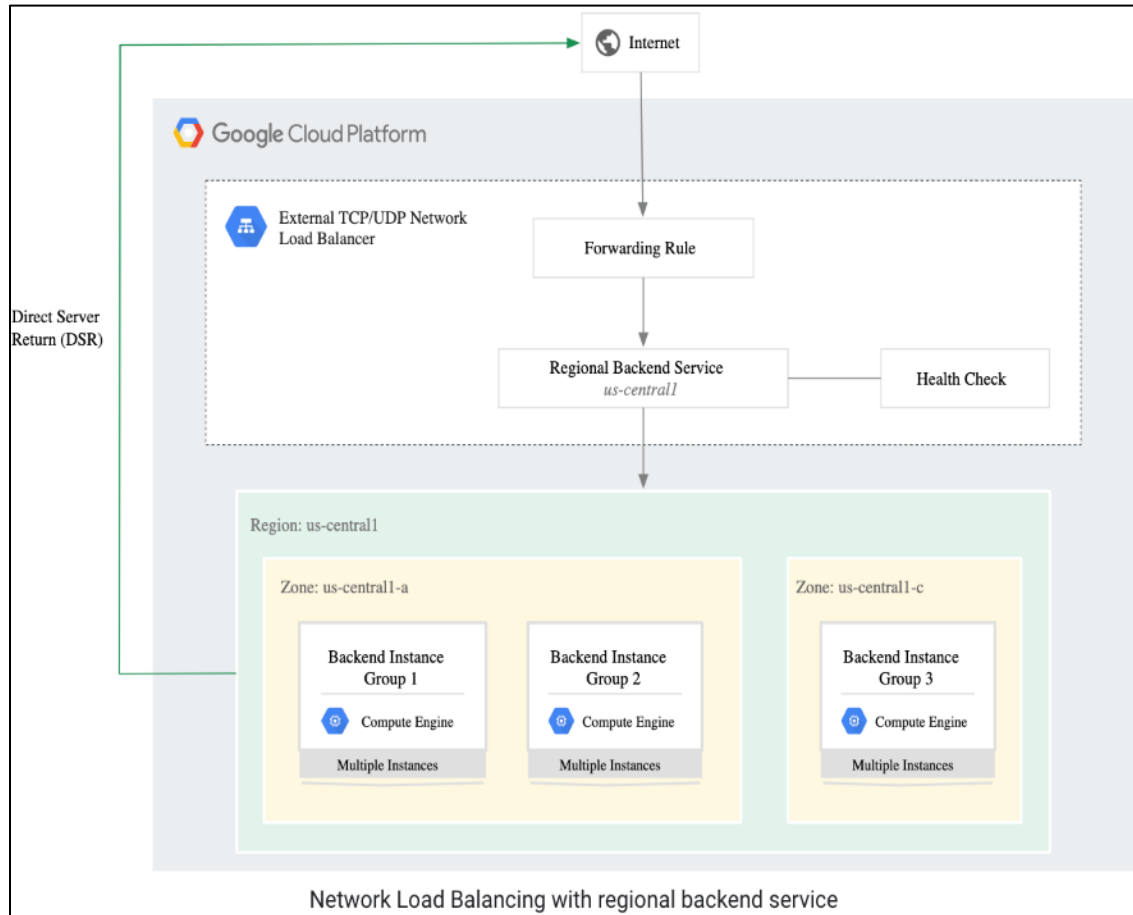 Internet
Google Cloud Platform
External TCP/UDP Network
Load Balancer
Forwarding Rule
Direct Server
Return (DSR)
Regional Backend Service
us-central1
Health Check
Region: us-central1
Zone: us-central1-a
Zone: us-central1-c
Backend Instance
Group 1
Compute Engine
Multiple Instances
Backend Instance
Group 2
Compute Engine
Multiple Instances
Backend Instance
Group 3
Compute Engine
Multiple Instances
Network Load Balancing with regional backend service